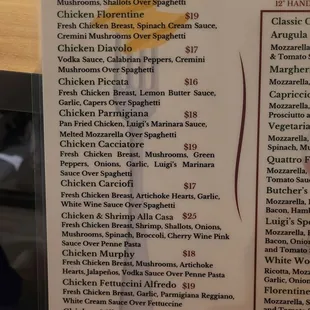 Mushrooms, Shallots Over Spaghetti
Chicken Florentine $19
Fresh Chicken Breast, Spinach Cream Sauce,
Cremini Mushrooms Over Spaghetti
Chicken Diavolo $17
Vodka Sauce, Calabrian Peppers, Cremini
Mushrooms Over Spaghetti
Chicken Piccata $16
Fresh Chicken Breast, Lemon Butter Sauce,
Garlic, Capers Over Spaghetti
Chicken Parmigiana $18
Pan Fried Chicken, Luigi's Marinara Sauce,
Melted Mozzarella Over Spaghetti
Chicken Cacciatore $19
Fresh Chicken Breast, Mushrooms, Green
Peppers, Onions, Garlic, Luigi's Marinara
Sauce Over Spaghetti
Chicken Carciofi $17
Fresh Chicken Breast, Artichoke Hearts, Garlic,
White Wine Sauce Over Spaghetti
Chicken & Shrimp Alla Casa $25
Fresh Chicken Breast, Shrimp, Shallots, Onions,
Mushrooms, Spinach, Broccoli, Cherry Wine Pink
Sauce Over Penne Pasta
Chicken Murphy $18
Fresh Chicken Breast, Mushrooms, Artichoke
Hearts, Jalapeños, Vodka Sauce Over Penne Pasta
Chicken Fettuccini Alfredo $19
Fresh Chicken Breast, Garlic, Parmigiana Reggiano,
White Cream Sauce Over Fettuccine
12" HAND
Classic
Arugula
Mozzarella
& Tomato S
Margher
Mozzarella,
Capriccio
Mozzarella,
Prosciutto a
Vegetaria
Mozzarella,
Spinach, Mu
Quattro F
Mozzarella,
Tomato Sau
Butcher's
Mozzarella,
Bacon, Ham
Luigi's Sp
Mozzarella,
Bacon, Onion
and Tomato
White Wo
Ricotta, Mozz
Garlic, Onion
Florentine
Mozzarella,
and Tomato S